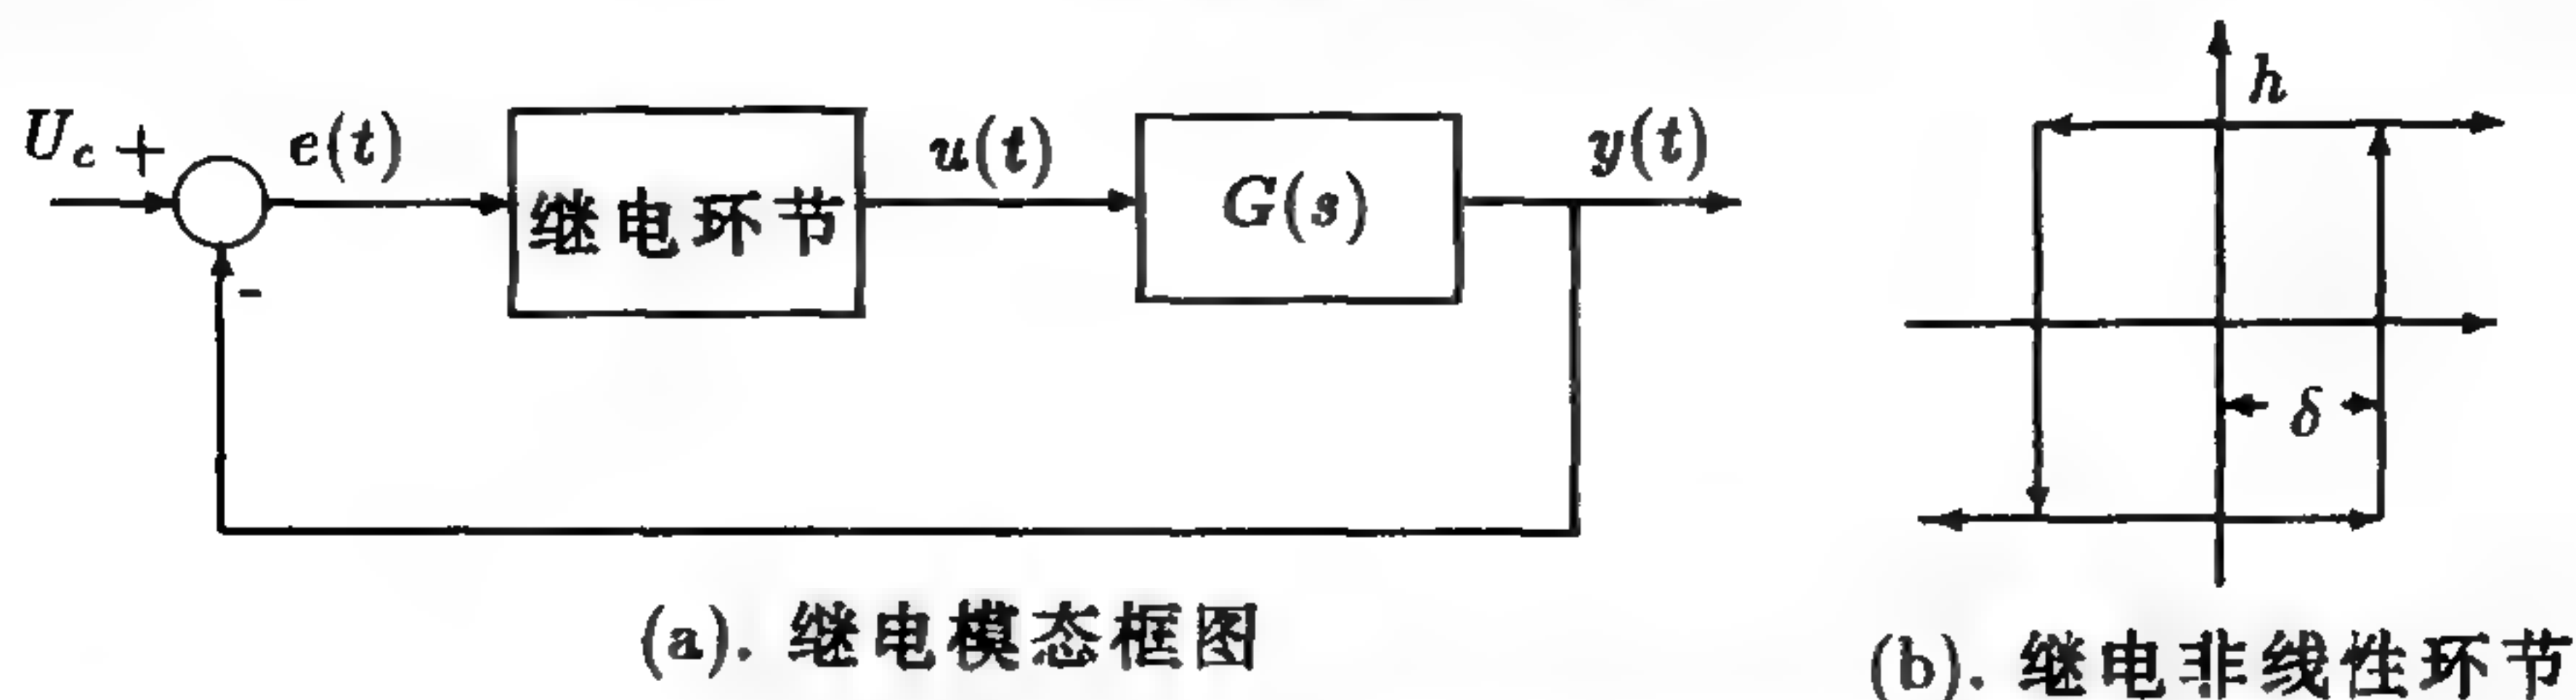 U_c +
e(t)
继电环节
u(t)
G(s)
y(t)
-
(a). 继电模态框图
h
δ
(b). 继电非线性环节